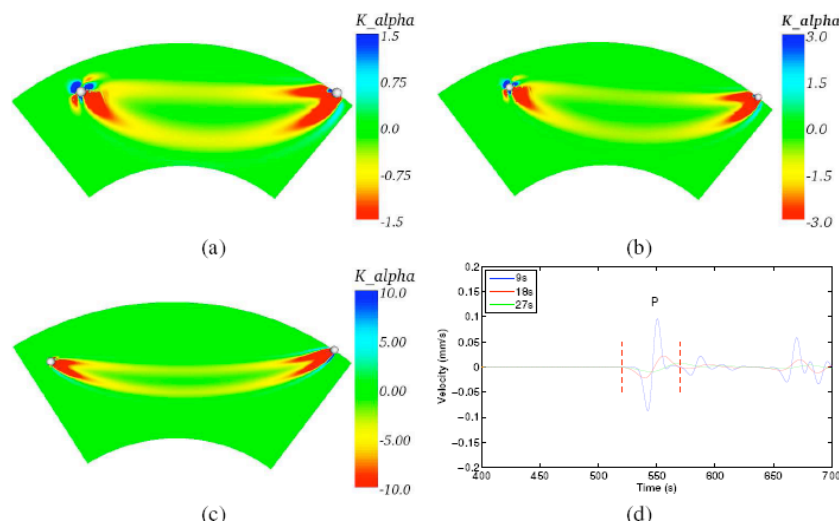 K_alpha
1.5
0.75
0.0
-0.75
-1.5
(a)
K_alpha
3.0
1.5
0.0
-1.5
-3.0
(b)
K_alpha
10.0
5.00
0.00
-5.00
-10.0
(c)
0.2
0.15
0.1
0.05
0
-0.05
-0.1
-0.15
-0.2
Velocity (mm/s)
9s
18s
27s
P
400 450 500 550 600 650 700
Time (s)
(d)